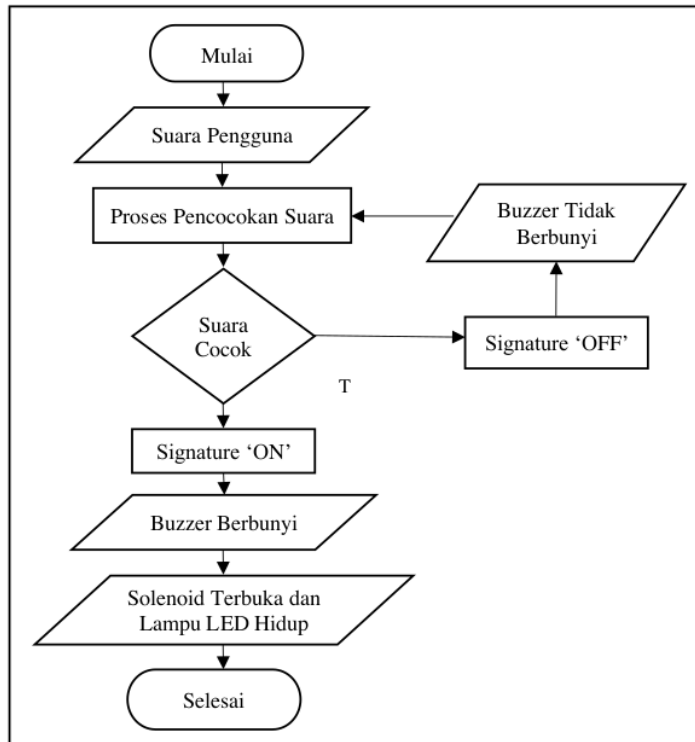 Mulai
Suara Pengguna
Proses Pencocokan Suara
Buzzer Tidak
Berbunyi
Suara
Cocok
Signature ‘OFF’
T
Signature ‘ON’
Buzzer Berbunyi
Solenoid Terbuka dan
Lampu LED Hidup
Selesai